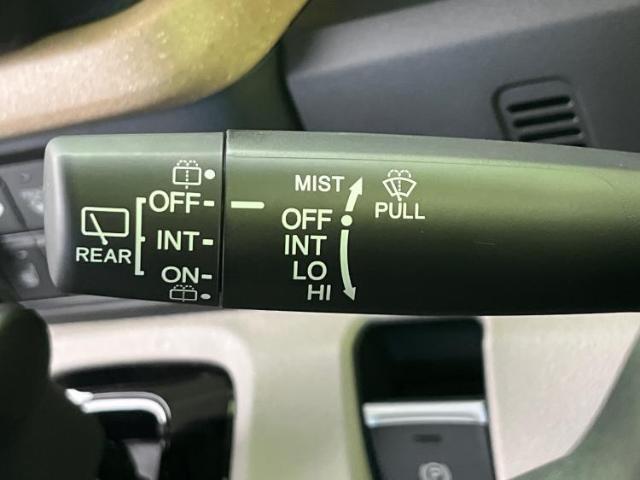 OFF
INT
REAR
ON
MIST
OFF
INT
LO
HI
PULL